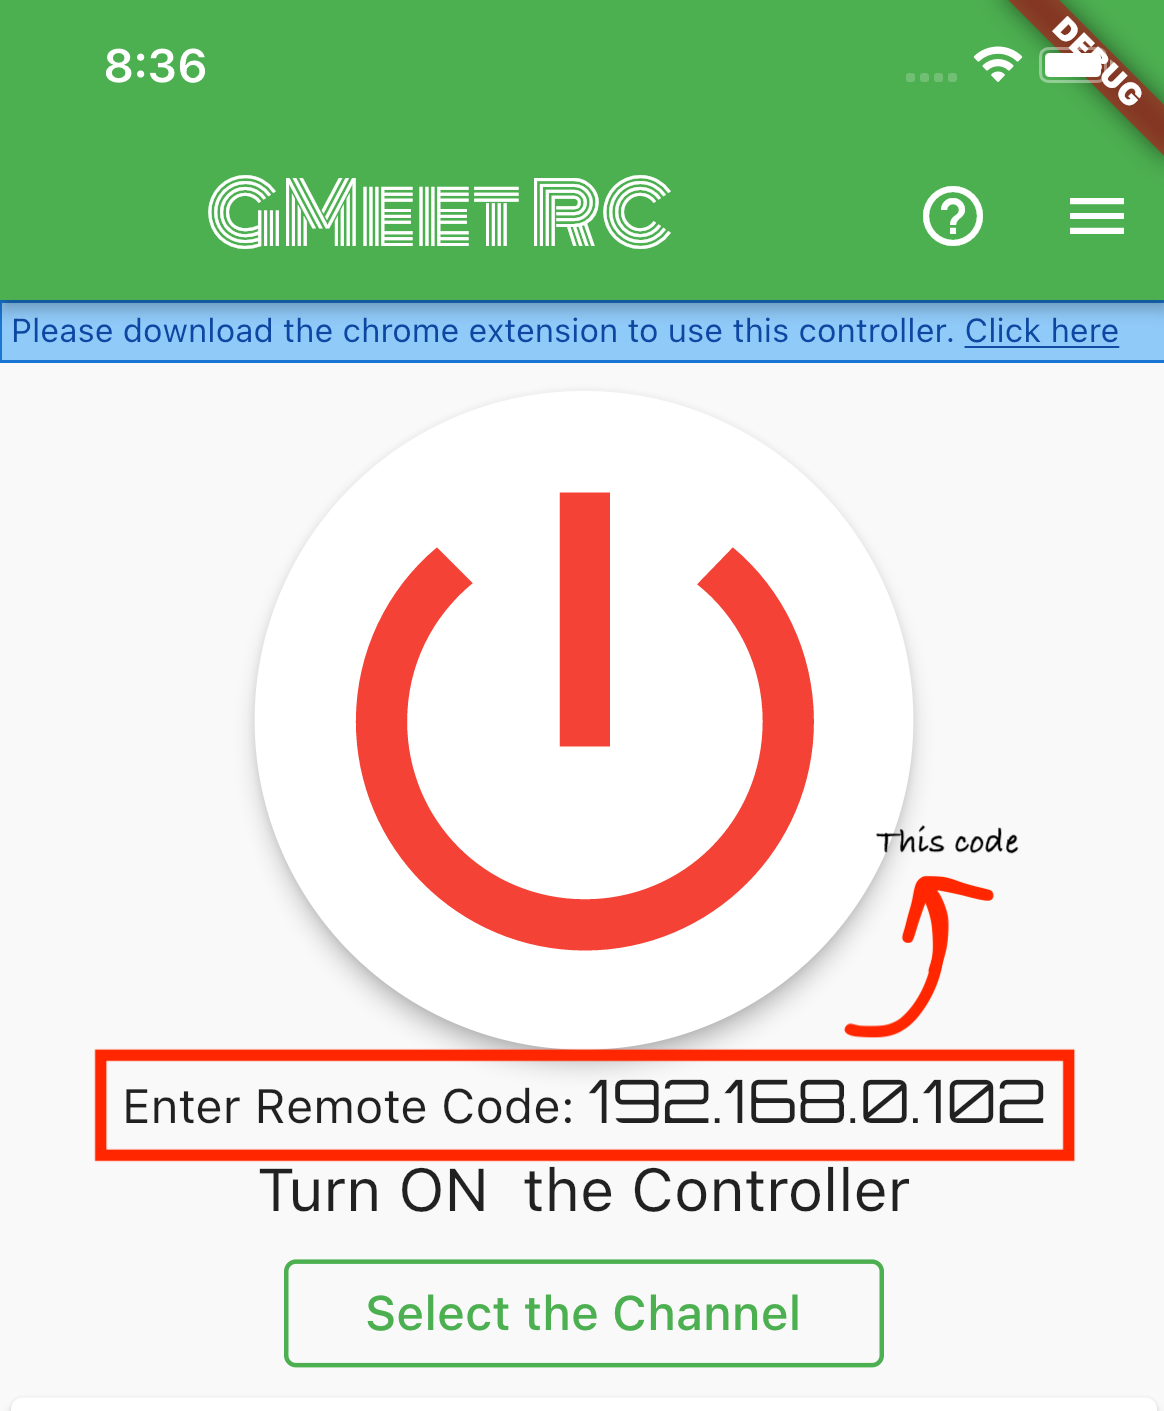 8:36
DEBUG
GMEET RC
Please download the chrome extension to use this controller. Click here
This code
Enter Remote Code: 192.168.0.102
Turn ON  the Controller
Select the Channel